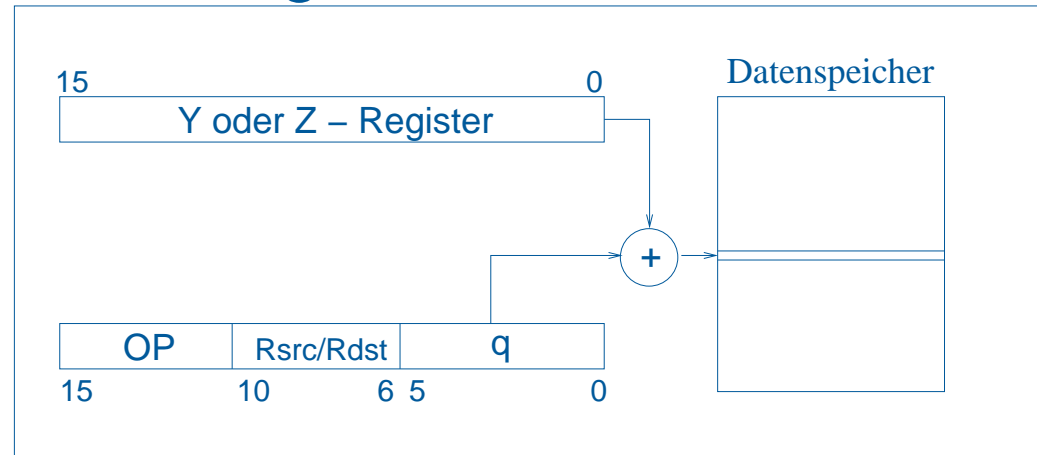 Datenspeicher
15 0
Y oder Z – Register
+
OP Rsrc/Rdst q
15 10 6 5 0